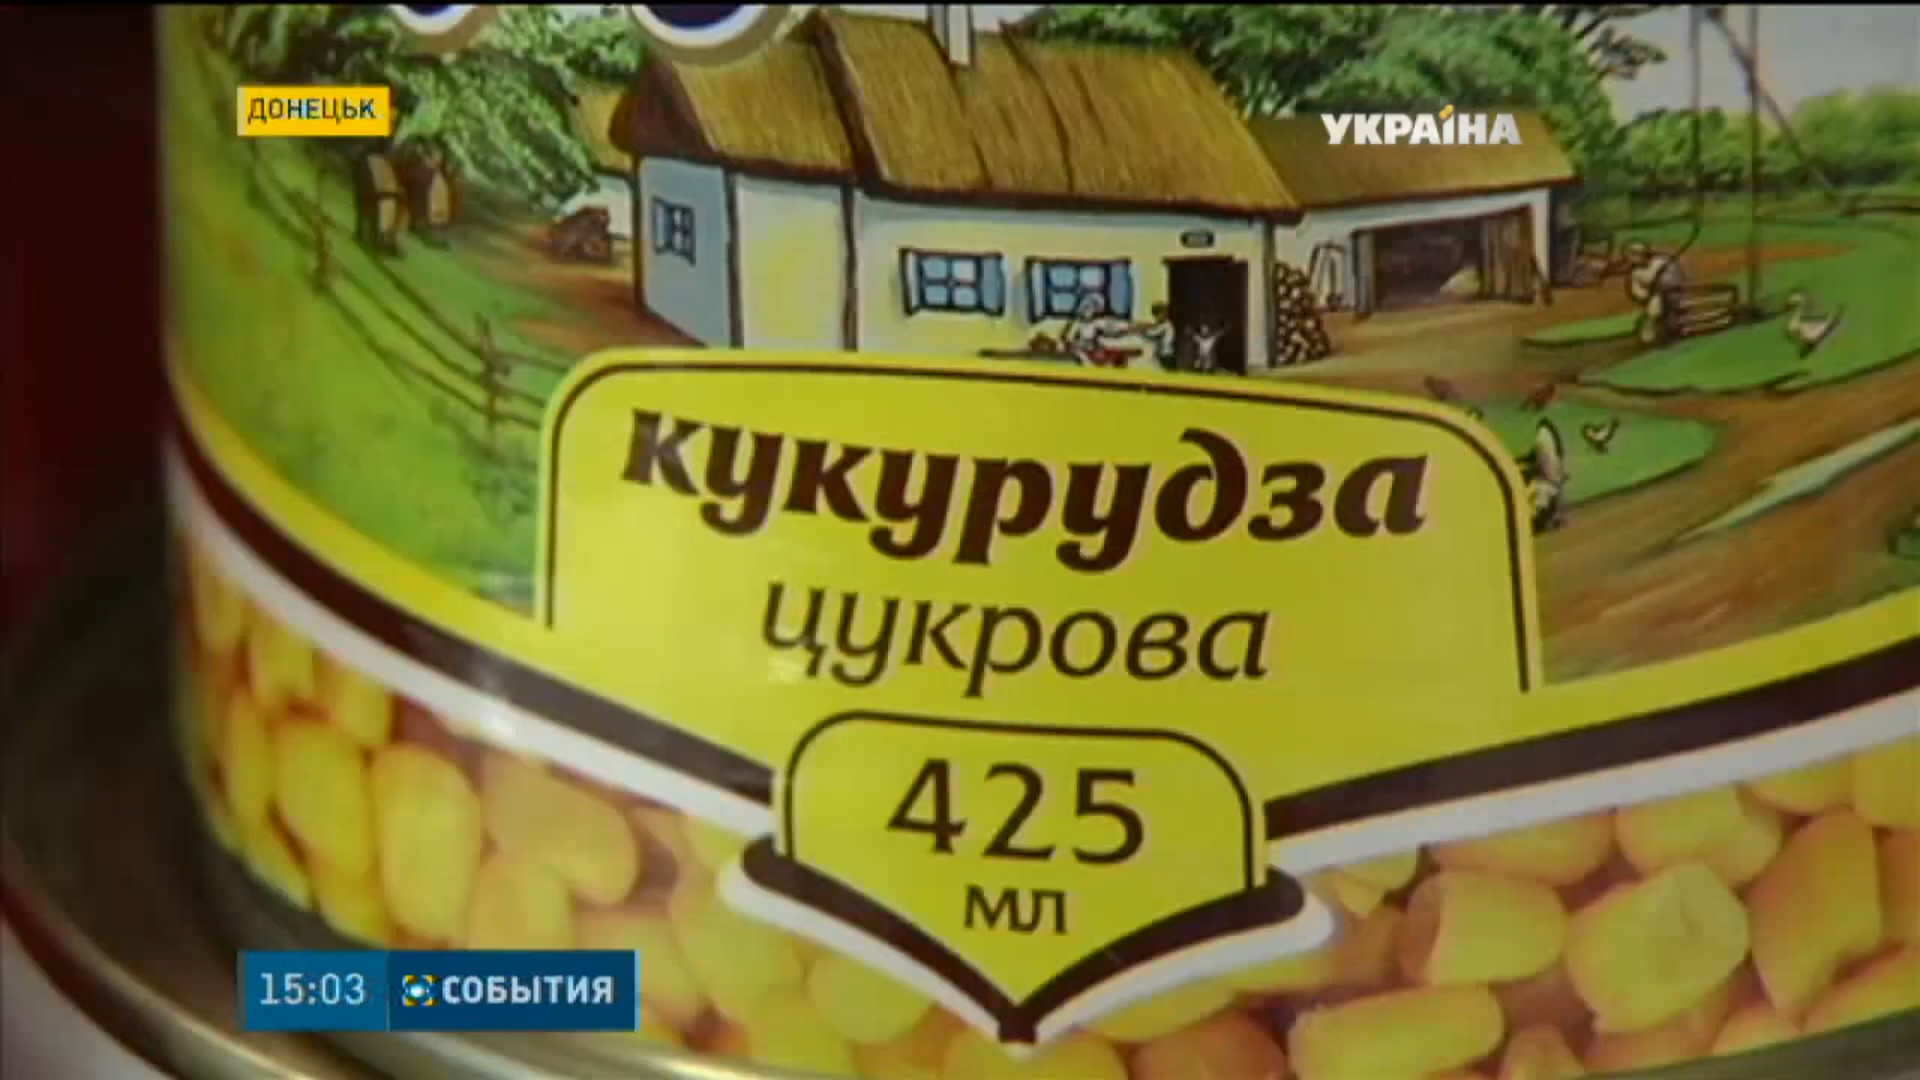 ДОНЕЦЬК
УКРАЇНА
кукурудза
цукрова
425
мл
15:03 СОБЫТИЯ